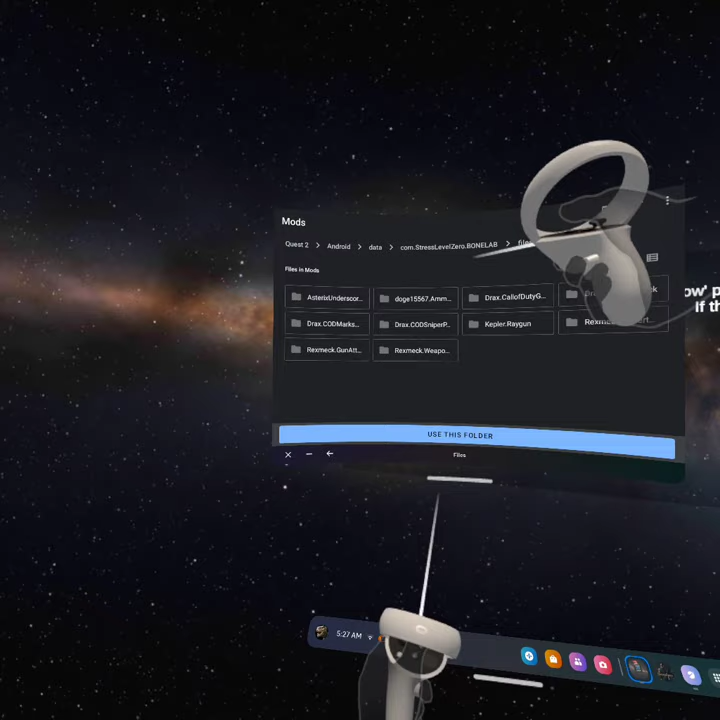 Mods
Quest 2 > Android > data > com.StressLevelZero.BONELAB > files
Files in Mods
AsterixUnderscor... doge15567.Amm... Drax.CallofDutyG...
Drax.CODMarks... Drax.CODSniperP... Kepler.Raygun
Rexmeck.GunAtt... Rexmeck.Weapo...
USE THIS FOLDER
Files
5:27 AM